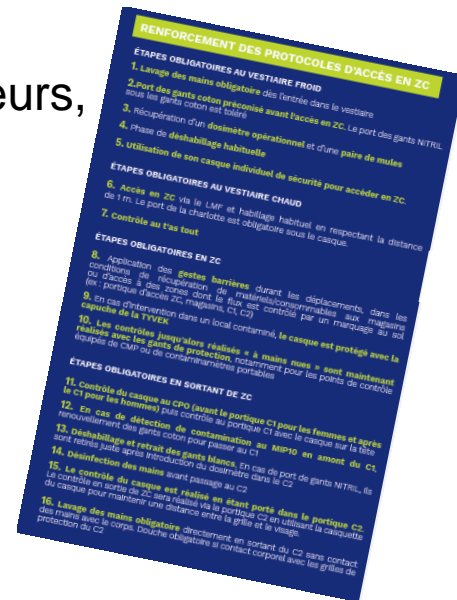 eurs,
RENFORCEMENT DES PROTOCOLES D'ACCÈS EN ZC
ÉTAPES OBLIGATOIRES AU VESTIAIRE FROID
1. Lavage des mains obligatoire dès l'entrée dans le vestiaire
2.Port des gants coton préconisé avant l'accès en ZC. Le port des gants NITRIL
sous les gants coton est toléré
3. Récupération d'un dosimètre opérationnel et d'une paire de mules
4. Phase de déshabillage habituelle
5. Utilisation de son casque individuel de sécurité pour accéder en ZC.
ÉTAPES OBLIGATOIRES AU VESTIAIRE CHAUD
6. Accès en ZC via le LMF et habillage habituel en respectant la distance
de 1 m. Le port de la charlotte est obligatoire sous le casque.
7. Contrôle au t'as tout
ÉTAPES OBLIGATOIRES EN ZC
8. Application des gestes barrières durant les déplacements, dans les
conditions de récupération de matériels/consommables aux magasins
ou d'accès à des zones dont le flux est contrôlé par un marquage au sol
(ex : portique d'accès ZC, magasins, C1, C2)
9. En cas d'intervention dans un local contaminé, le casque est protégé avec la
capuche de la TYVEK
10. Les contrôles jusqu'alors réalisés « à mains nues » sont maintenant
réalisés avec les gants de protection, notamment pour les points de contrôle
équipés de CMP ou de contaminamètres portables
ÉTAPES OBLIGATOIRES EN SORTANT DE ZC
11. Contrôle du casque au CPO (avant le portique C1 pour les femmes et après
le C1 pour les hommes) puis contrôle au portique C1 avec le casque sur la tête
12. En cas de détection de contamination au MIP10 en amont du C1,
renouvellement des gants coton pour passer au C1
13. Déshabillage et retrait des gants blancs. En cas de port de gants NITRIL, ils
sont retirés juste après introduction du dosimètre dans le C2
14. Désinfection des mains avant passage au C2
15. Le contrôle du casque est réalisé en étant porté dans le portique C2.
Le contrôle en sortie de ZC sera réalisé via le portique C2 en utilisant la casquette
du casque pour maintenir une distance entre la grille et le visage.
16. Lavage des mains obligatoire directement en sortant du C2 sans contact
des mains avec le corps. Douche obligatoire si contact corporel avec les grilles de
protection du C2